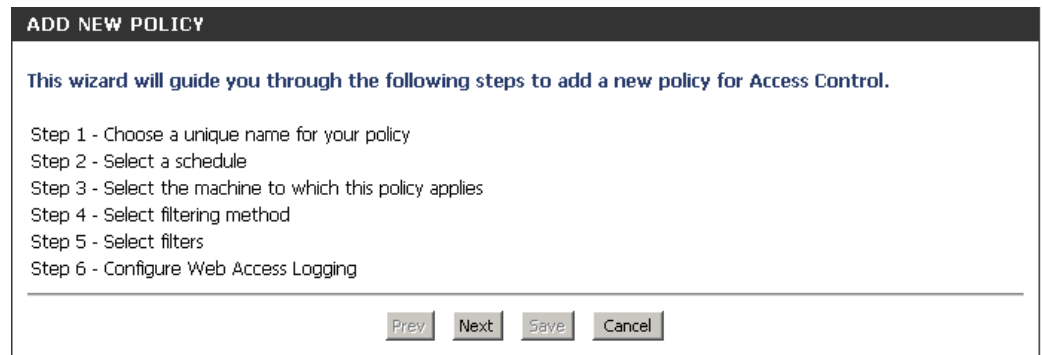 ADD NEW POLICY
This wizard will guide you through the following steps to add a new policy for Access Control.
Step 1 - Choose a unique name for your policy
Step 2 - Select a schedule
Step 3 - Select the machine to which this policy applies
Step 4 - Select filtering method
Step 5 - Select filters
Step 6 - Configure Web Access Logging
Prev Next Save Cancel